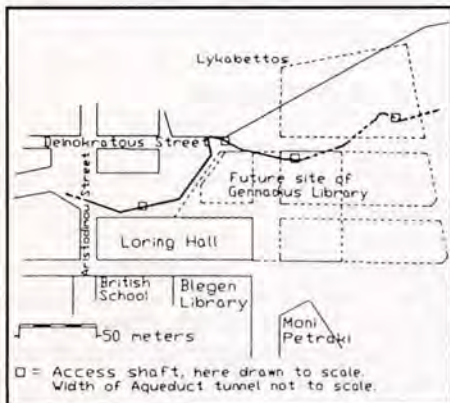 Lykabettos
Deinokratous Street
Aristodimou Street
Future site of
Gennadius Library
Loring Hall
British
School
Blegen
Library
Moni
Petraki
50 meters
= Access shaft, here drawn to scale.
Width of Aqueduct tunnel not to scale.